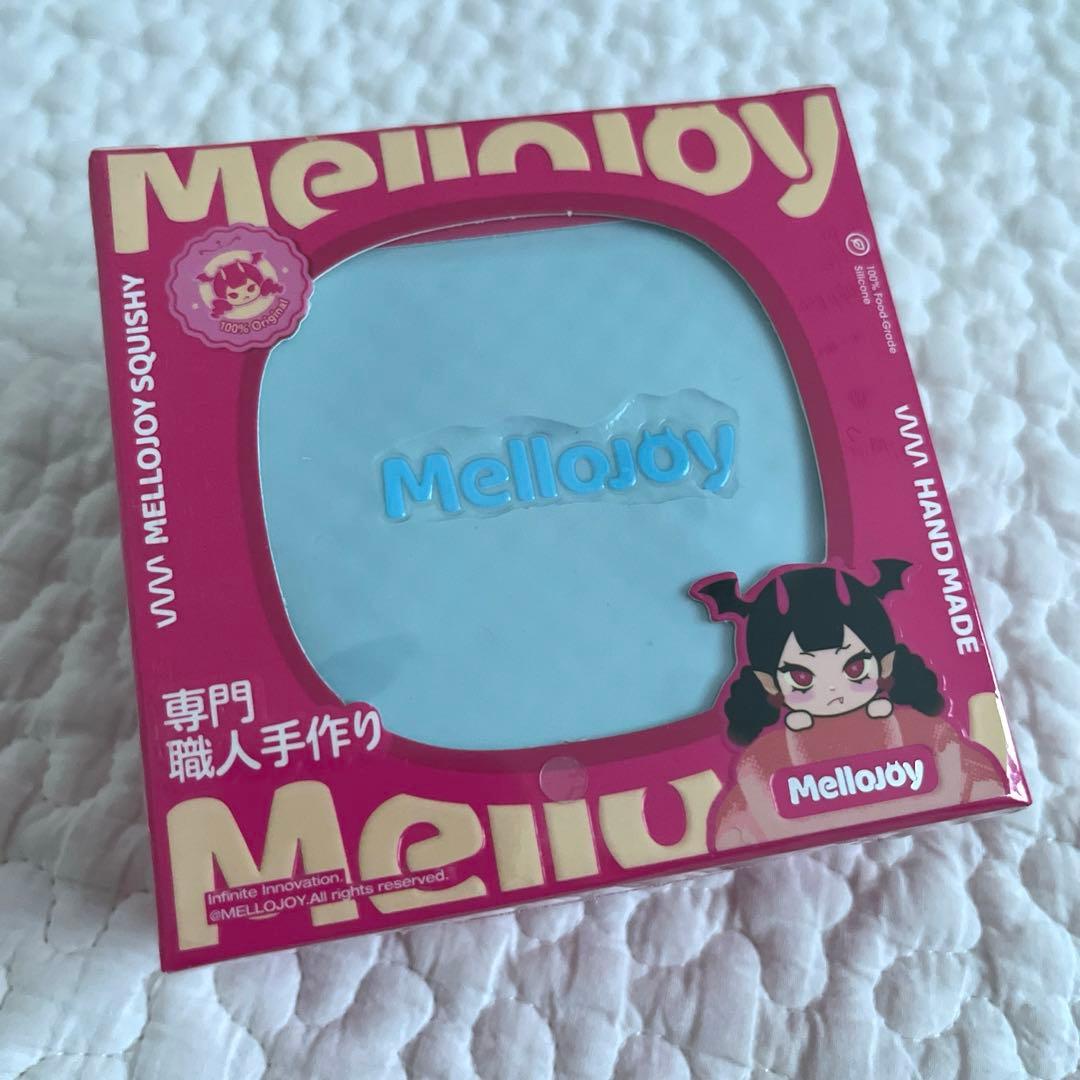 Mellojoy
100% Original
MELLOJOY SQUISHY
100% Food-Grade
Silicone
Mellojoy
HAND MADE
専門
職人手作り
Mellojoy
Mello
Infinite Innovation.
@MELLOJOY.All rights reserved.